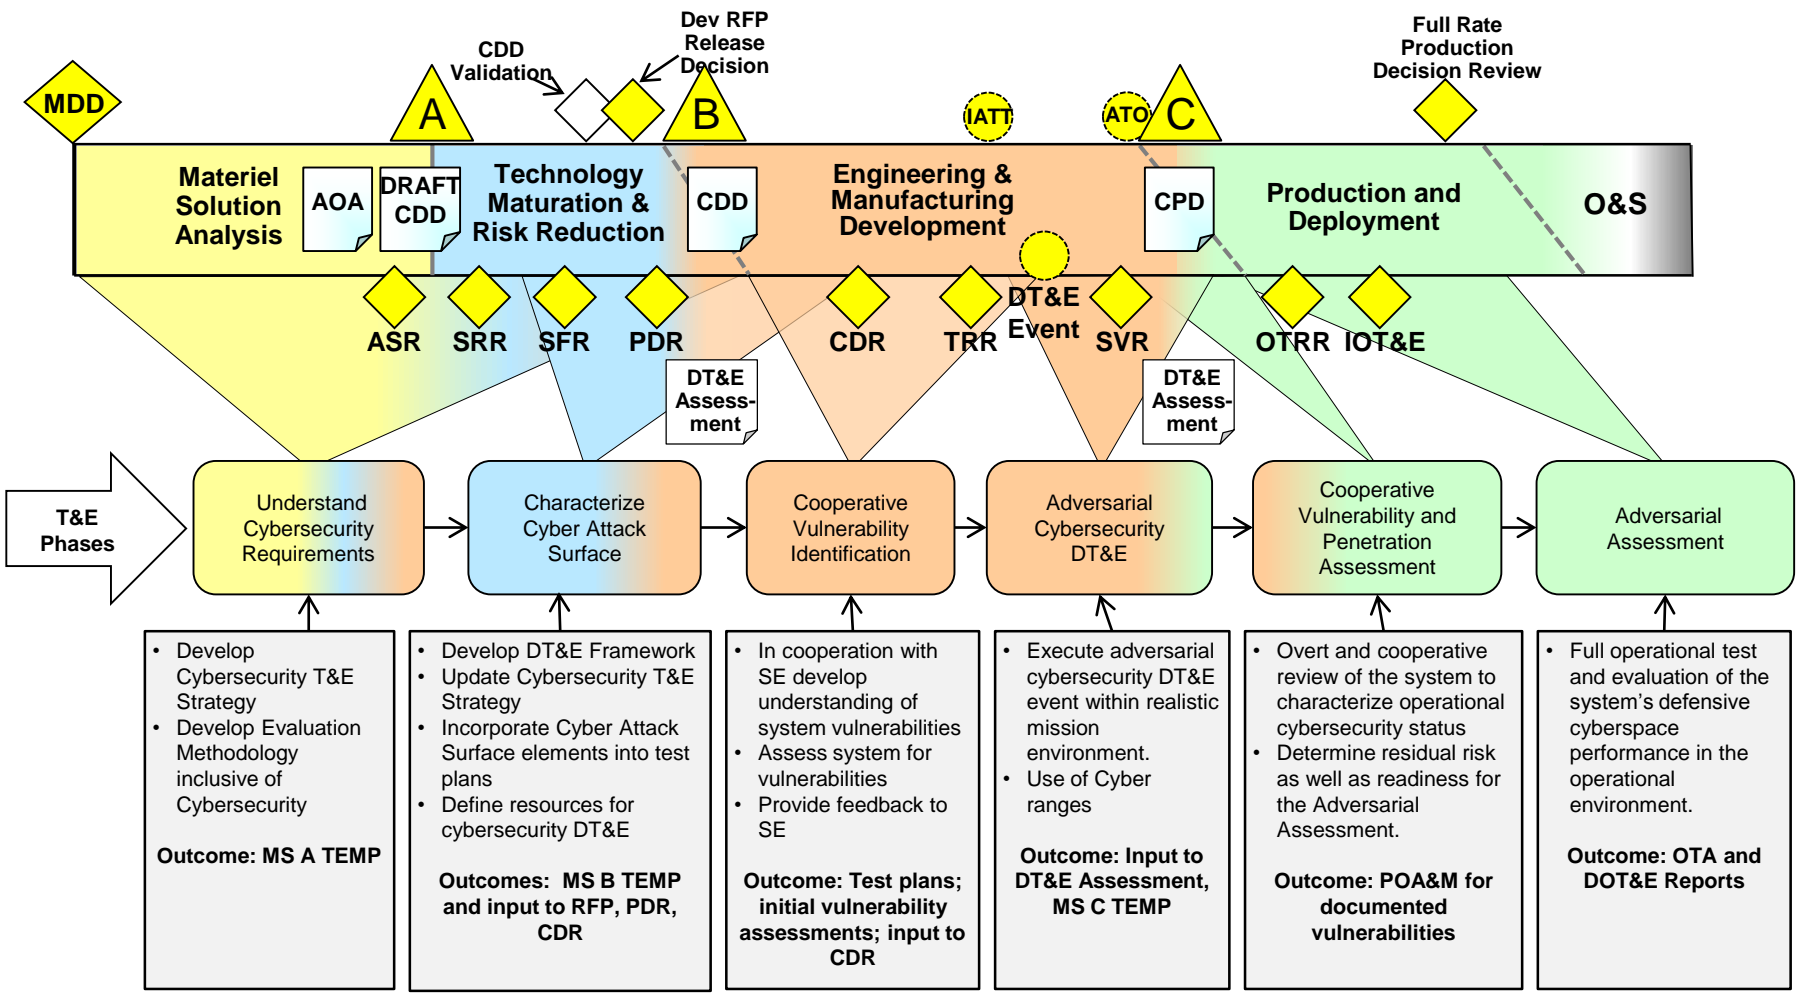 Dev RFP
Release
Decision
CDD
Validation
Full Rate
Production
Decision Review
MDD
A
B
IATT
ATO
C
Materiel
Solution
Analysis
AOA
DRAFT
CDD
Technology
Maturation &
Risk Reduction
CDD
Engineering &
Manufacturing
Development
CPD
Production and
Deployment
O&S
ASR
SRR
SFR
PDR
CDR
TRR
DT&E
Event
SVR
OTRR
IOT&E
DT&E
Assess-
ment
DT&E
Assess-
ment
T&E
Phases
Understand
Cybersecurity
Requirements
Characterize
Cyber Attack
Surface
Cooperative
Vulnerability
Identification
Adversarial
Cybersecurity
DT&E
Cooperative
Vulnerability and
Penetration
Assessment
Adversarial
Assessment
• Develop
Cybersecurity T&E
Strategy
• Develop Evaluation
Methodology
inclusive of
Cybersecurity
Outcome: MS A TEMP
• Develop DT&E Framework
• Update Cybersecurity T&E
Strategy
• Incorporate Cyber Attack
Surface elements into test
plans
• Define resources for
cybersecurity DT&E
Outcomes: MS B TEMP
and input to RFP, PDR,
CDR
• In cooperation with
SE develop
understanding of
system vulnerabilities
• Assess system for
vulnerabilities
• Provide feedback to
SE
Outcome: Test plans;
initial vulnerability
assessments; input to
CDR
• Execute adversarial
cybersecurity DT&E
event within realistic
mission
environment.
• Use of Cyber
ranges
Outcome: Input to
DT&E Assessment,
MS C TEMP
• Overt and cooperative
review of the system to
characterize operational
cybersecurity status
• Determine residual risk
as well as readiness for
the Adversarial
Assessment.
Outcome: POA&M for
documented
vulnerabilities
• Full operational test
and evaluation of the
system's defensive
cyberspace
performance in the
operational
environment.
Outcome: OTA and
DOT&E Reports